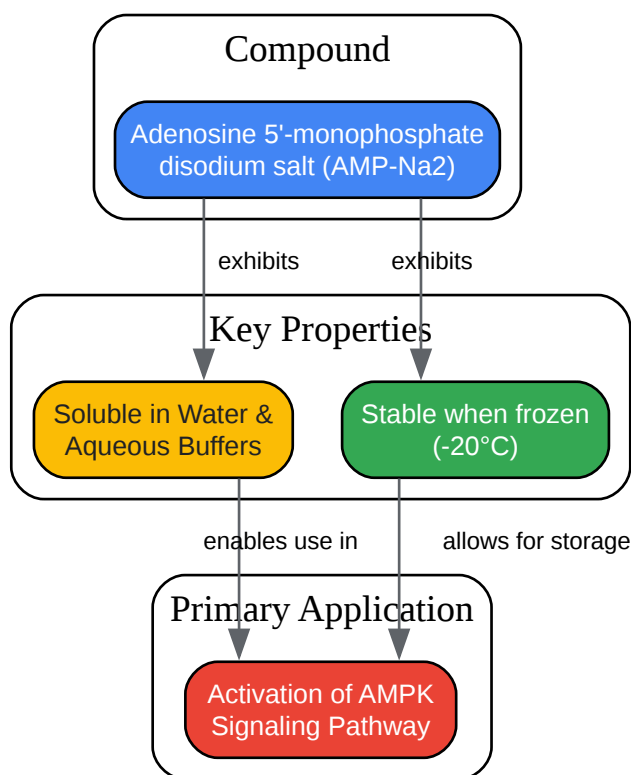 Compound
Adenosine 5'-monophosphate
disodium salt (AMP-Na2)
exhibits
exhibits
Key Properties
Soluble in Water &
Aqueous Buffers
Stable when frozen
(-20°C)
enables use in
allows for storage
Primary Application
Activation of AMPK
Signaling Pathway